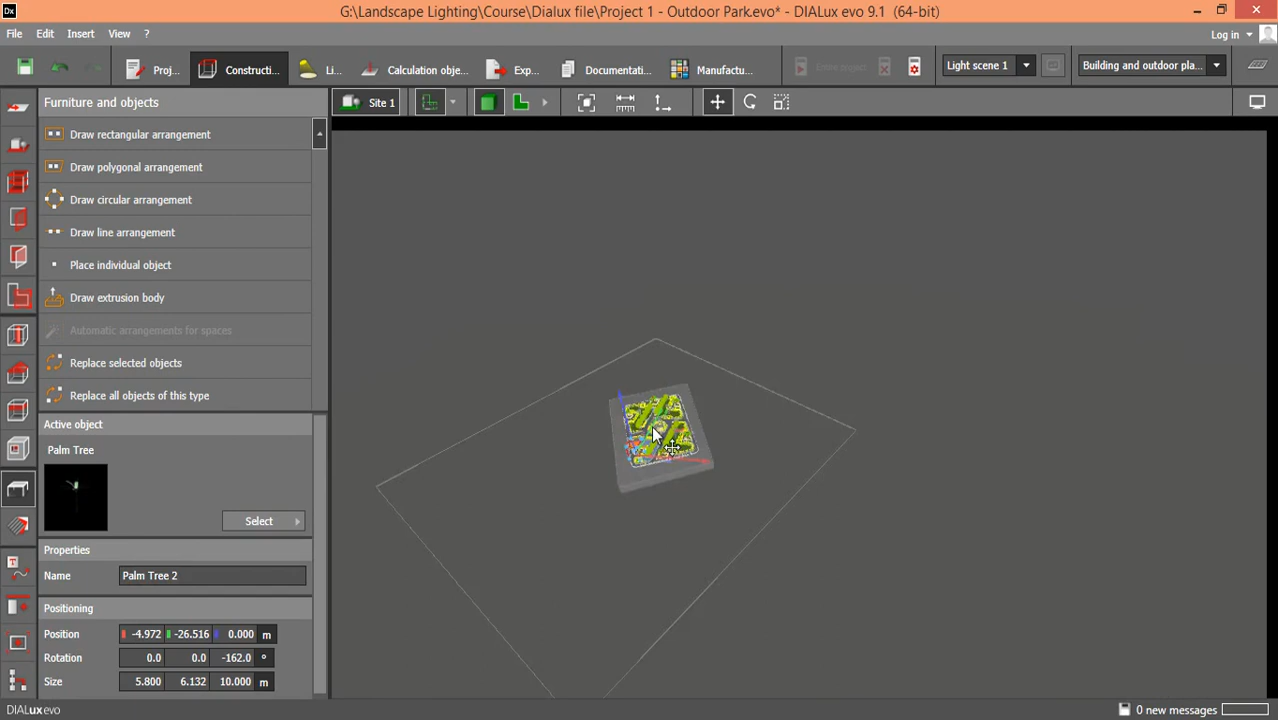 Dx
G:\Landscape Lighting\Course\Dialux file\Project 1 - Outdoor Park.evo* - DIALux evo 9.1 (64-bit)
File Edit Insert View ?
Log in
Proj...
Constructi...
Li...
Calculation obje...
Exp...
Documentati...
Manufactu...
Entire project
Light scene 1
Building and outdoor pla...
Furniture and objects
Site 1
Draw rectangular arrangement
Draw polygonal arrangement
Draw circular arrangement
Draw line arrangement
Place individual object
Draw extrusion body
Automatic arrangements for spaces
Replace selected objects
Replace all objects of this type
Active object
Palm Tree
Select
Properties
Name Palm Tree 2
Positioning
Position -4.972 -26.516 0.000 m
Rotation 0.0 0.0 -162.0 °
Size 5.800 6.132 10.000 m
DIALux evo
0 new messages